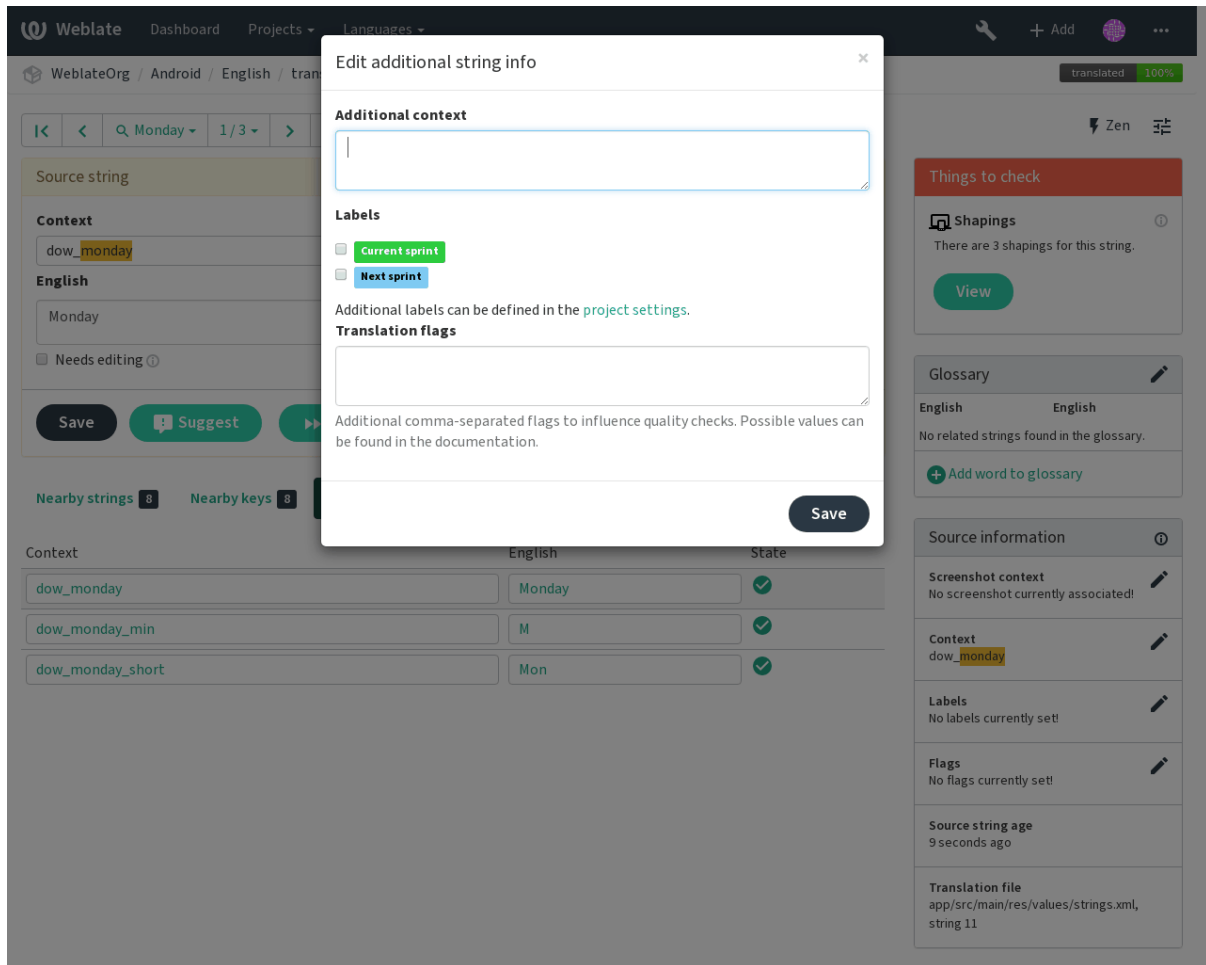 Weblate Dashboard Projects Languages Add
WeblateOrg / Android / English / tran
translated 100%
Monday 1 / 3
Zen
Source string
Context
dow_monday
English
Monday
Needs editing
Save Suggest
Nearby strings 8 Nearby keys 8
Context English State
dow_monday Monday
dow_monday_min M
dow_monday_short Mon
Edit additional string info ×
Additional context
Labels
Current sprint
Next sprint
Additional labels can be defined in the project settings.
Translation flags
Additional comma-separated flags to influence quality checks. Possible values can
be found in the documentation.
Save
Things to check
Shapings
There are 3 shapings for this string.
View
Glossary
English English
No related strings found in the glossary.
Add word to glossary
Source information
Screenshot context
No screenshot currently associated!
Context
dow_monday
Labels
No labels currently set!
Flags
No flags currently set!
Source string age
9 seconds ago
Translation file
app/src/main/res/values/strings.xml,
string 11